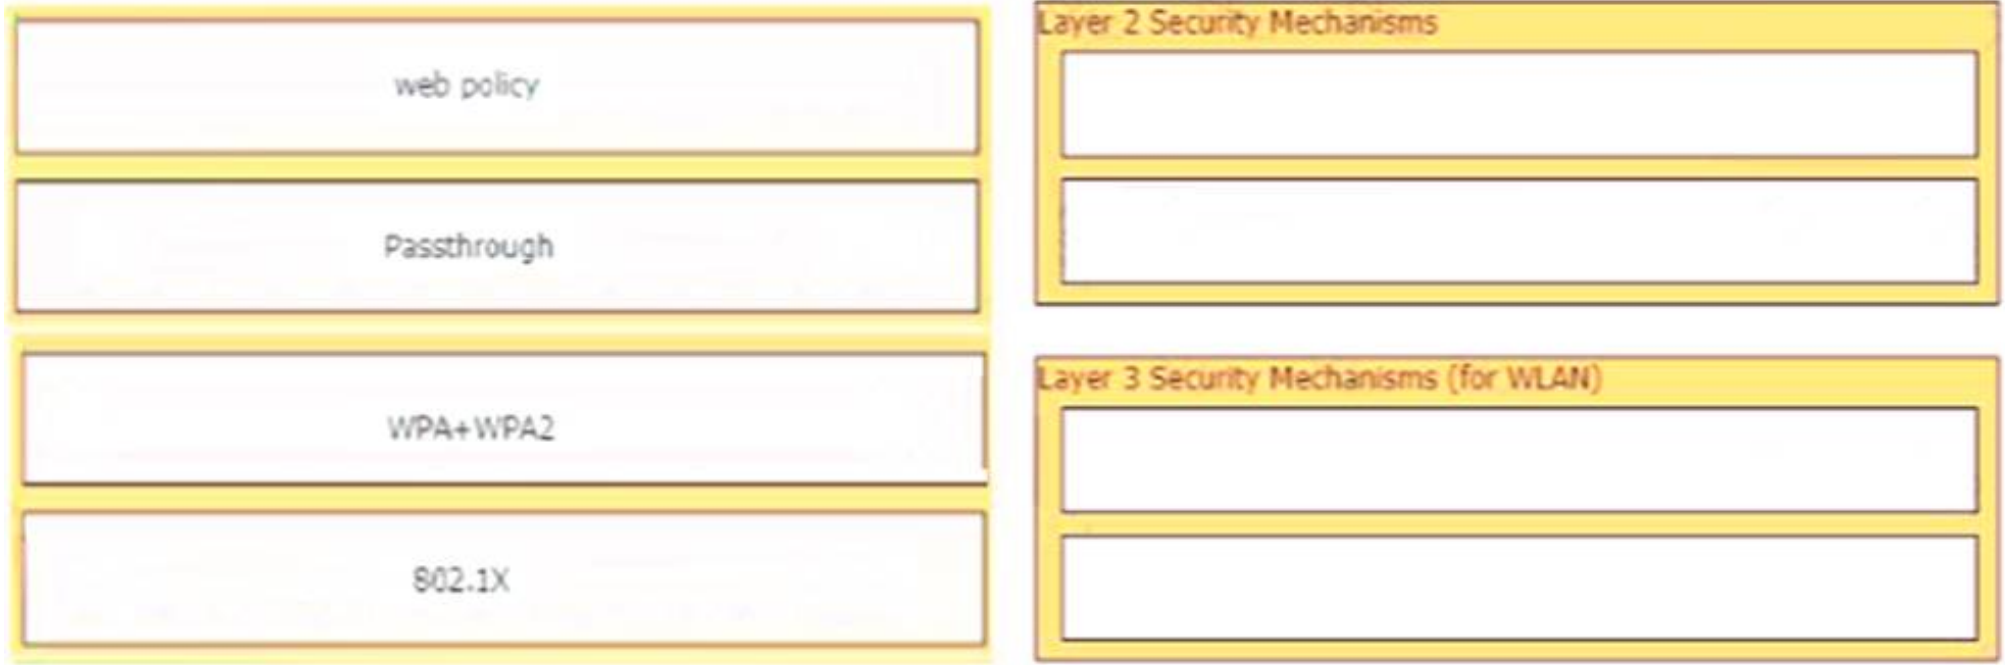 web policy
Passthrough
WPA+WPA2
802.1X
Layer 2 Security Mechanisms
Layer 3 Security Mechanisms (for WLAN)